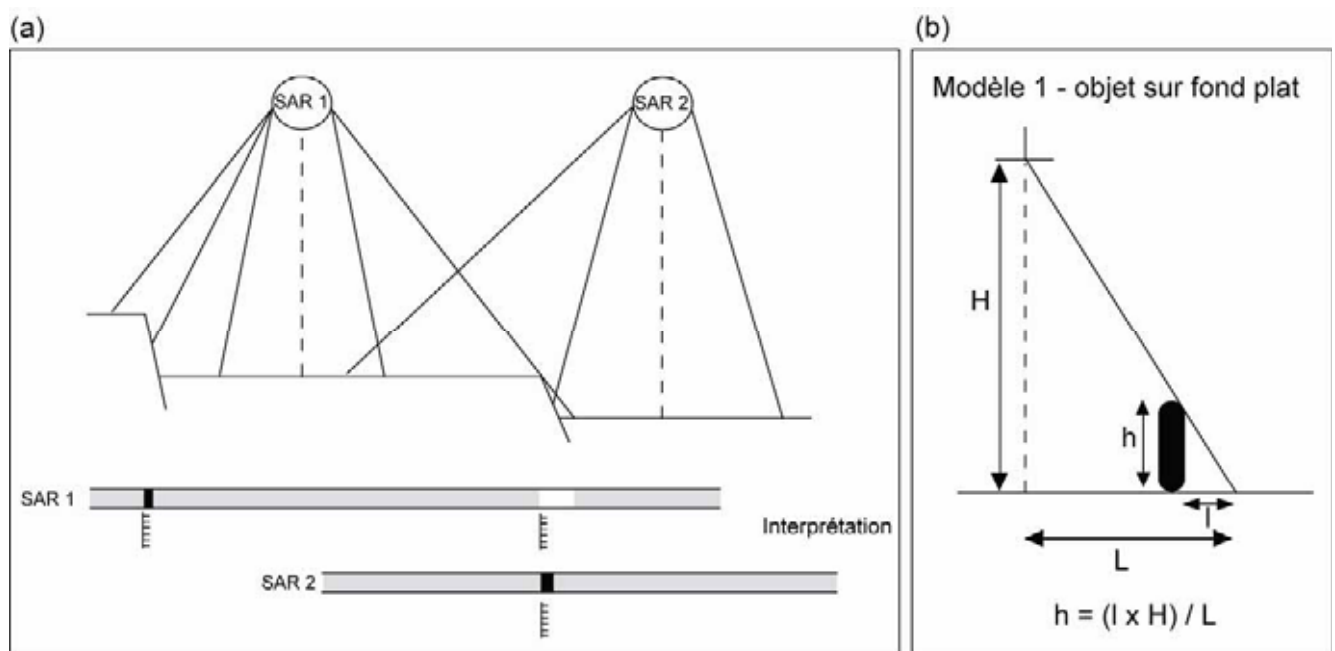 (a)
SAR 1
SAR 2
SAR 1
Interprétation
SAR 2
(b)
Modèle 1 - objet sur fond plat
H
h
l
L
h = (l x H) / L